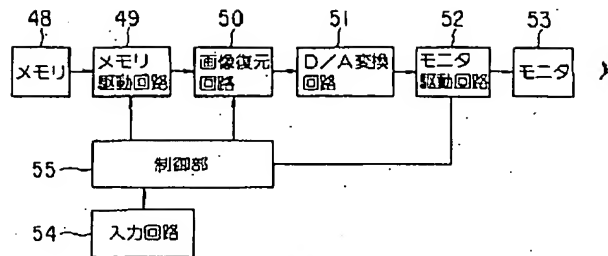 48
49
50
51
52
53
メモリ
メモリ
駆動回路
画像復元
回路
D/A変換
回路
モニタ
駆動回路
モニタ
55
制御部
54
入力回路